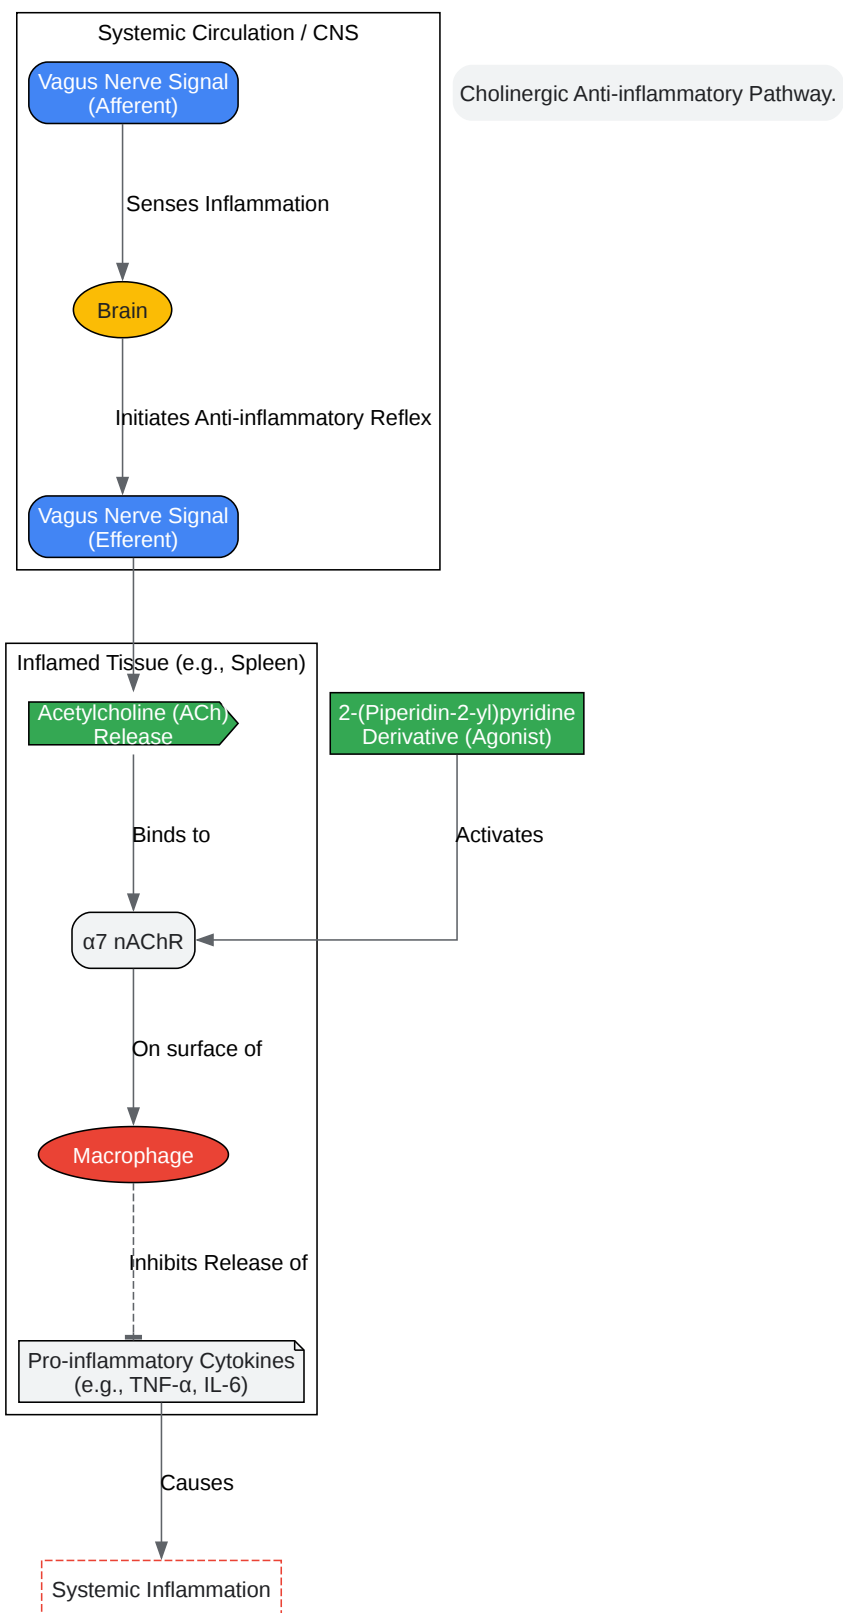 Systemic Circulation / CNS
Vagus Nerve Signal
(Afferent)
Cholinergic Anti-inflammatory Pathway.
Senses Inflammation
Brain
Initiates Anti-inflammatory Reflex
Vagus Nerve Signal
(Efferent)
Inflamed Tissue (e.g., Spleen)
Acetylcholine (ACh)
Release
2-(Piperidin-2-yl)pyridine
Derivative (Agonist)
Binds to
Activates
α7 nAChR
On surface of
Macrophage
Inhibits Release of
Pro-inflammatory Cytokines
(e.g., TNF-α, IL-6)
Causes
Systemic Inflammation